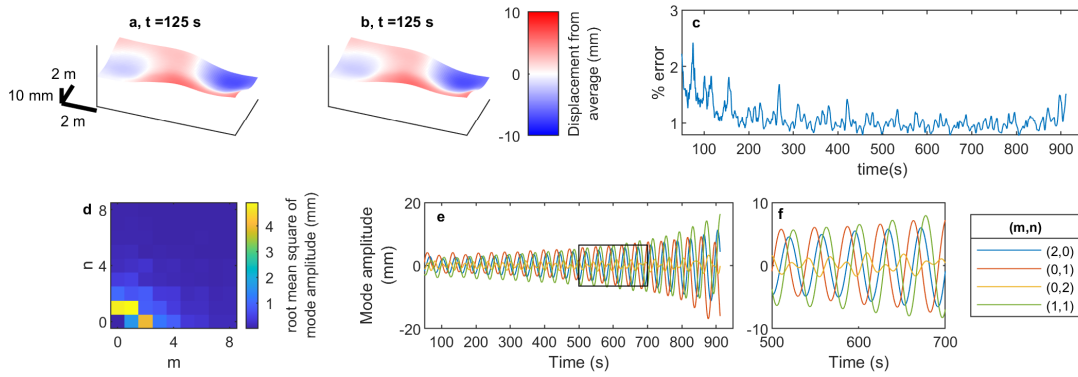 a, t =125 s
b, t =125 s
2 m
10 mm
2 m
10
0
-10
Displacement from
average (mm)
c
3
2
1
% error
100 200 300 400 500 600 700 800 900
time(s)
d
8
4
0
n
0 4 8
m
4
3
2
1
root mean square of
mode amplitude (mm)
e
20
0
-20
Mode amplitude
(mm)
100 200 300 400 500 600 700 800 900
Time (s)
f
10
0
-10
500 600 700
Time (s)
(m,n)
(2,0)
(0,1)
(0,2)
(1,1)